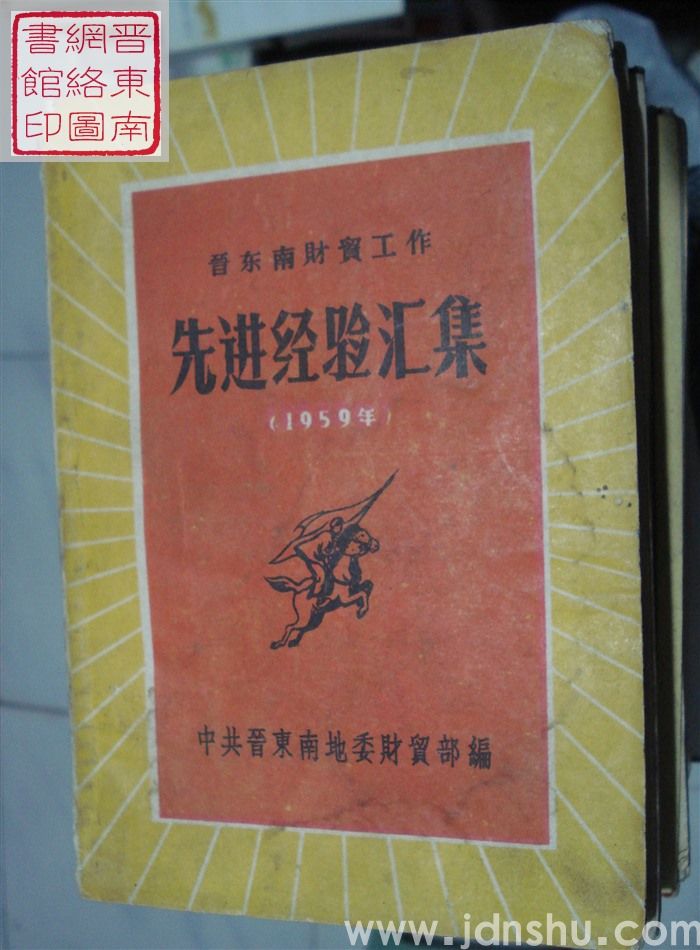 晋東南
網絡圖
書館印
晋东南財貿工作
先进经验汇集
(1959年)
中共晉東南地委財貿部編
www.jdnshu.com